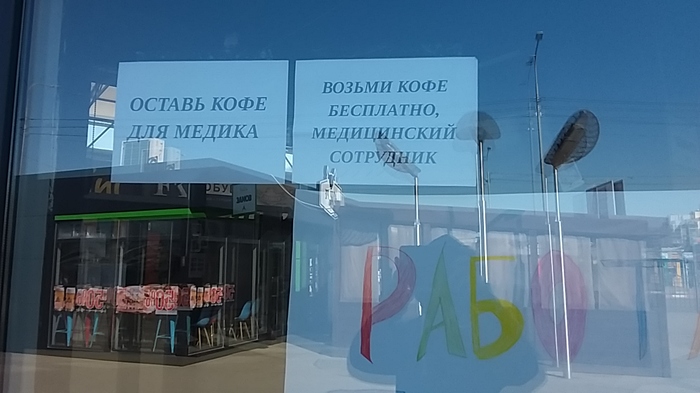 ОСТАВЬ КОФЕ
ДЛЯ МЕДИКА
ВОЗЬМИ КОФЕ
БЕСПЛАТНО,
МЕДИЦИНСКИЙ
СОТРУДНИК
РАБО